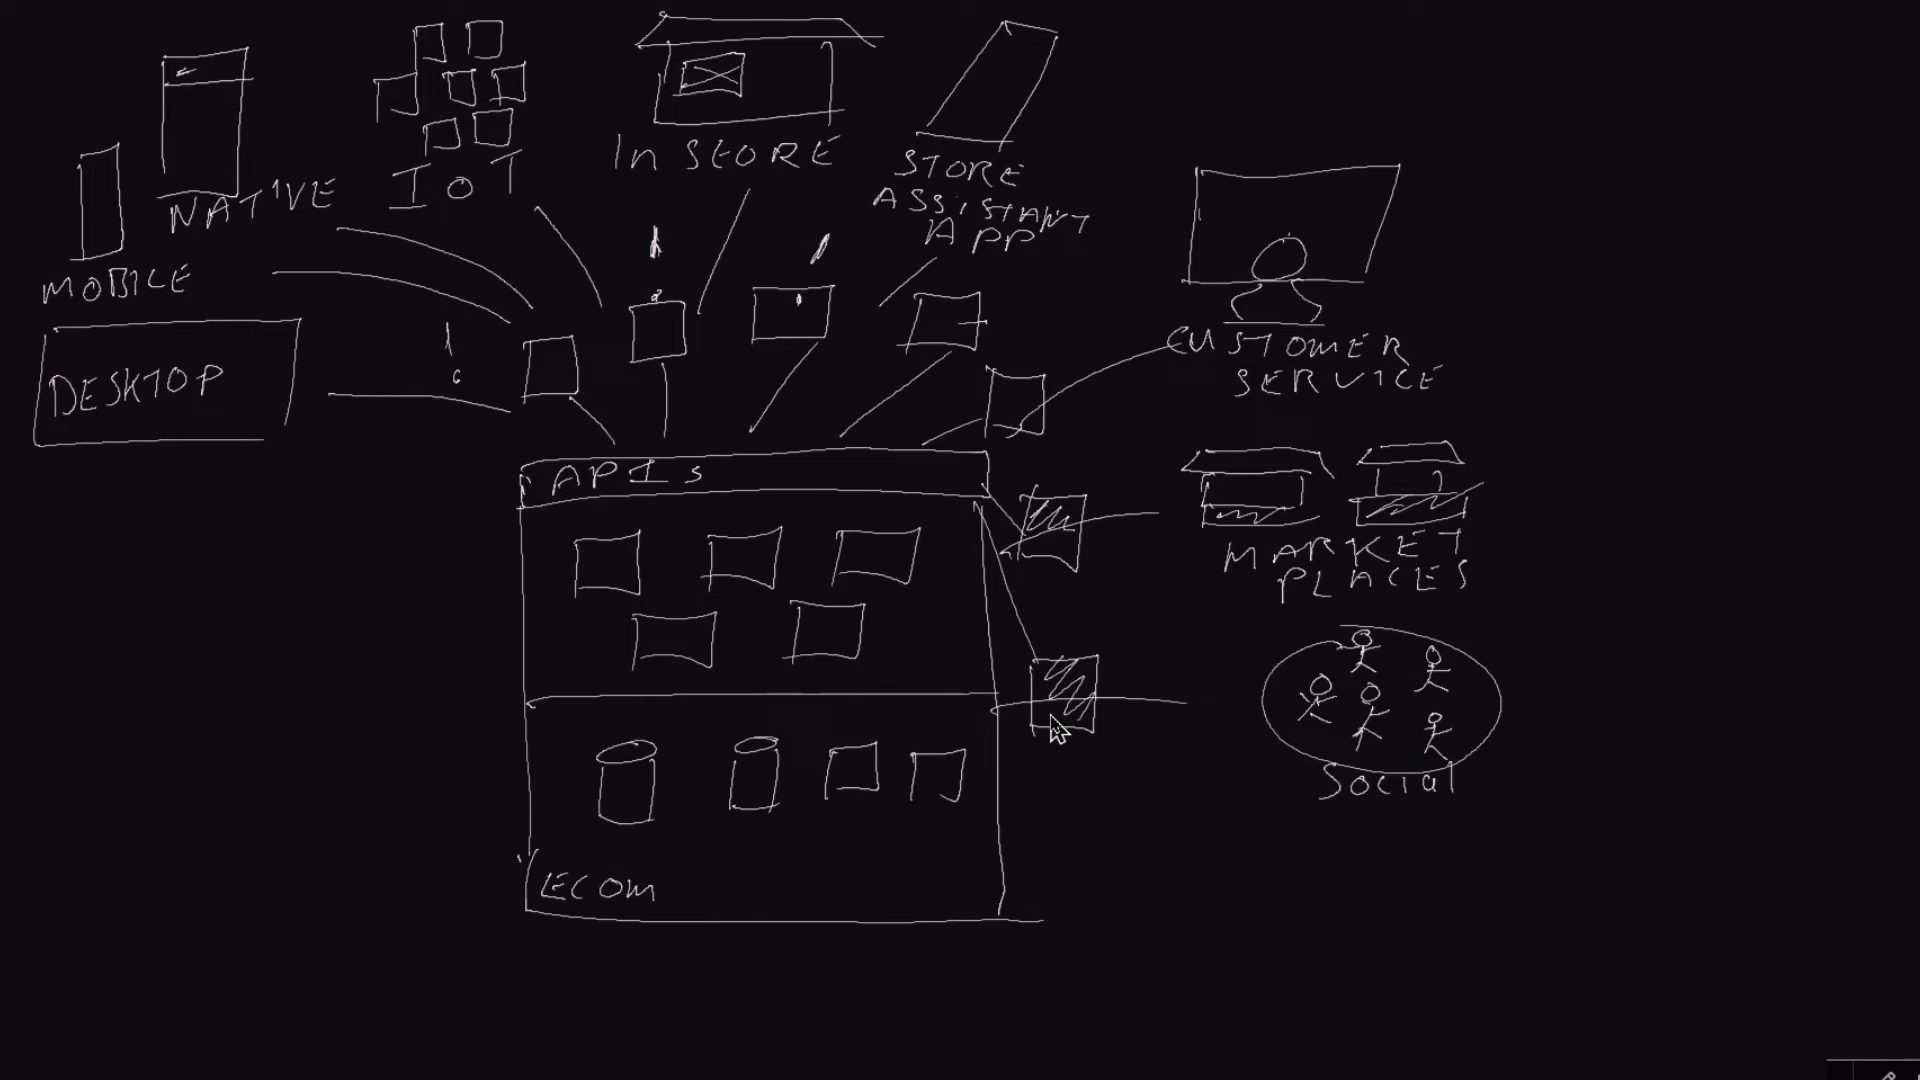 NATIVE
IOT
In STORE
STORE
ASSISTANT
APP
MOBILE
DESKTOP
CUSTOMER
SERVICE
APIs
MARKET
PLACES
Social
ECOM